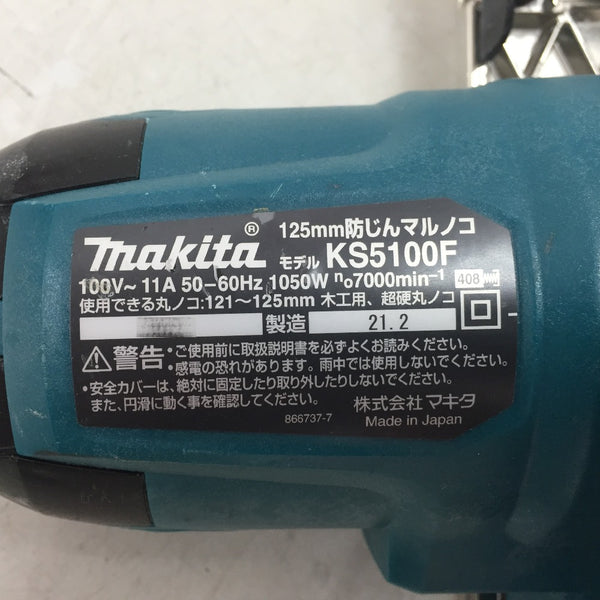 125mm防じんマルノコ
makita® モデル KS5100F
100V~ 11A 50-60Hz 1050W n₀7000min⁻¹ 408
使用できる丸ノコ:121~125mm 木工用、超硬丸ノコ
製造 21.2
警告・ご使用前に取扱説明書を必ずよくお読みください。
・感電の恐れがあります。雨中では使用しないでください。
・安全カバーは、絶対に固定したり取り外したりしないでください。
また、円滑に動く事を確認してください。
866737-7 株式会社 マキタ
Made in Japan